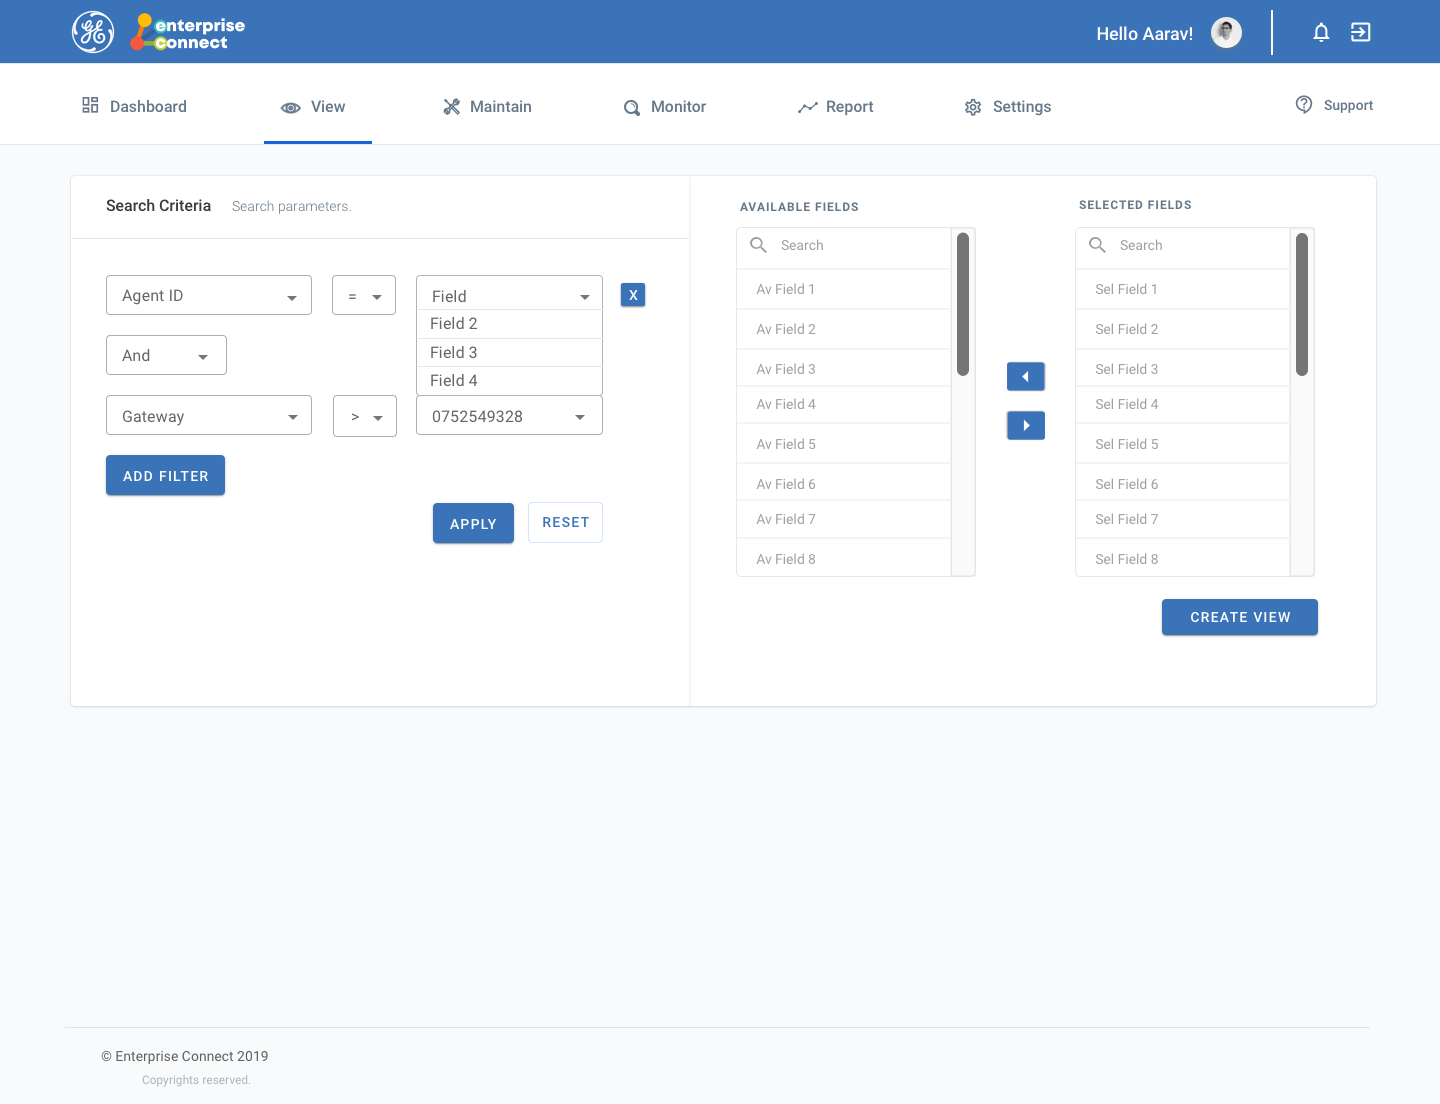 GE enterprise connect
Hello Aarav!
Dashboard View Maintain Monitor Report Settings Support
Search Criteria Search parameters.
Agent ID = Field X
Field 2
Field 3
Field 4
And
Gateway > 0752549328
ADD FILTER
APPLY RESET
AVAILABLE FIELDS
Search
Av Field 1
Av Field 2
Av Field 3
Av Field 4
Av Field 5
Av Field 6
Av Field 7
Av Field 8
SELECTED FIELDS
Search
Sel Field 1
Sel Field 2
Sel Field 3
Sel Field 4
Sel Field 5
Sel Field 6
Sel Field 7
Sel Field 8
CREATE VIEW
© Enterprise Connect 2019
Copyrights reserved.